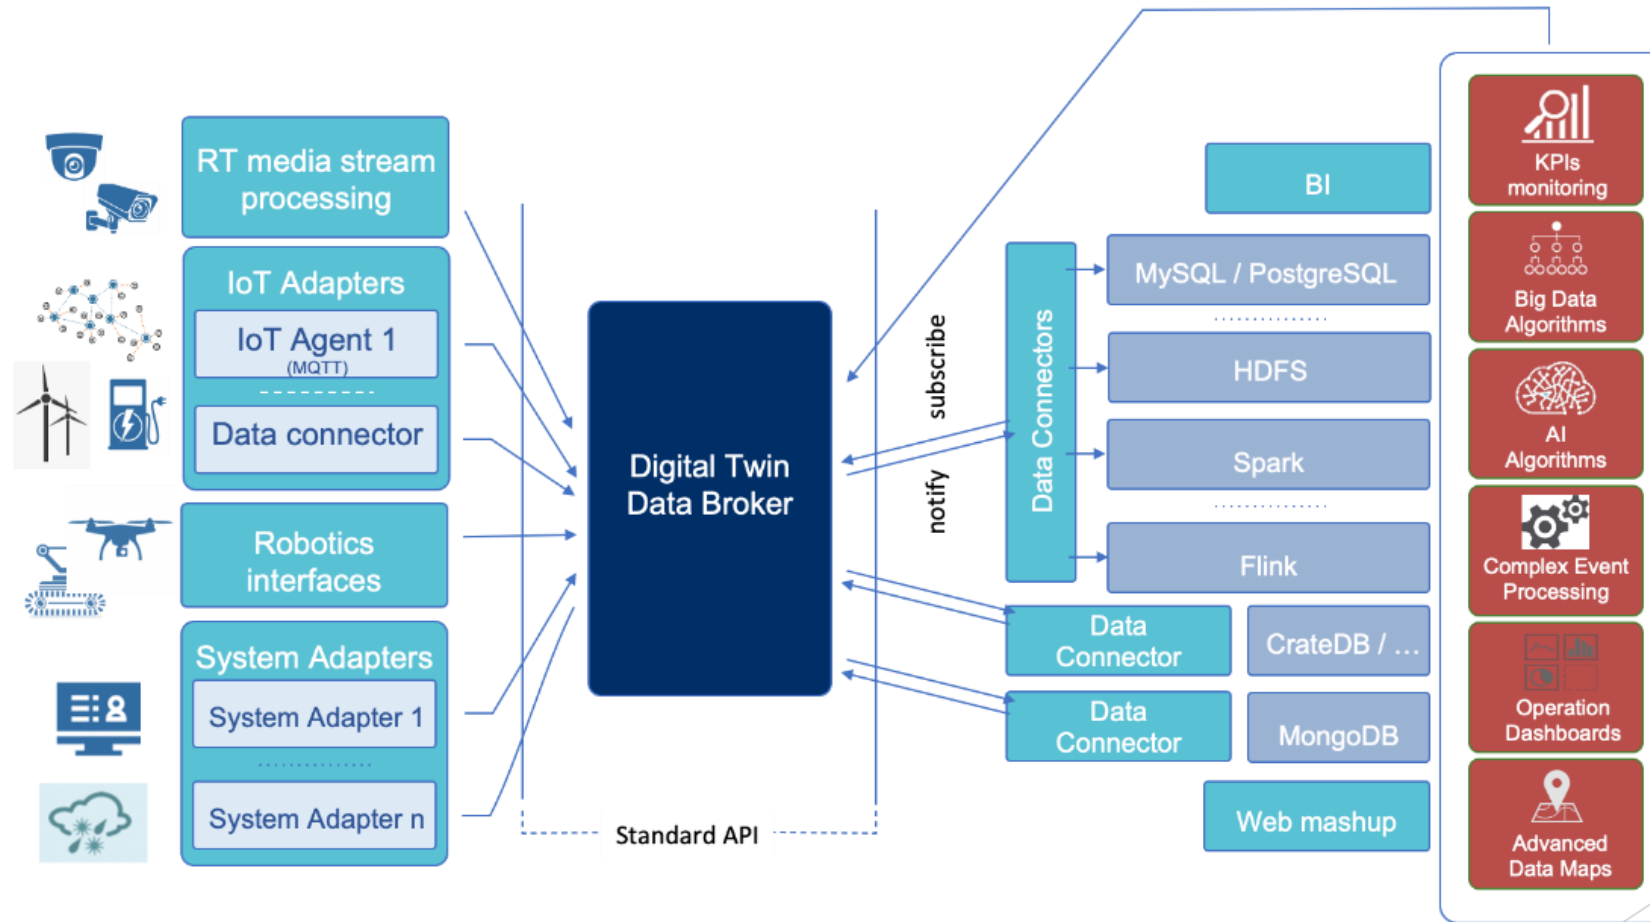 RT media stream
processing
IoT Adapters
IoT Agent 1
(MQTT)
Data connector
Robotics
interfaces
System Adapters
System Adapter 1
System Adapter n
Digital Twin
Data Broker
Standard API
subscribe
notify
Data Connectors
BI
MySQL / PostgreSQL
HDFS
Spark
Flink
Data
Connector
CrateDB / ...
Data
Connector
MongoDB
Web mashup
KPIs
monitoring
Big Data
Algorithms
AI
Algorithms
Complex Event
Processing
Operation
Dashboards
Advanced
Data Maps